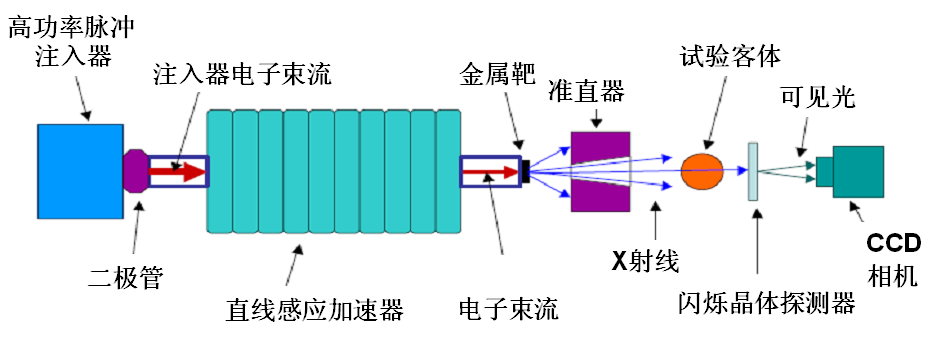 高功率脉冲
注入器
注入器电子束流
金属靶
准直器
试验客体
可见光
二极管
直线感应加速器
电子束流
X射线
闪烁晶体探测器
CCD
相机